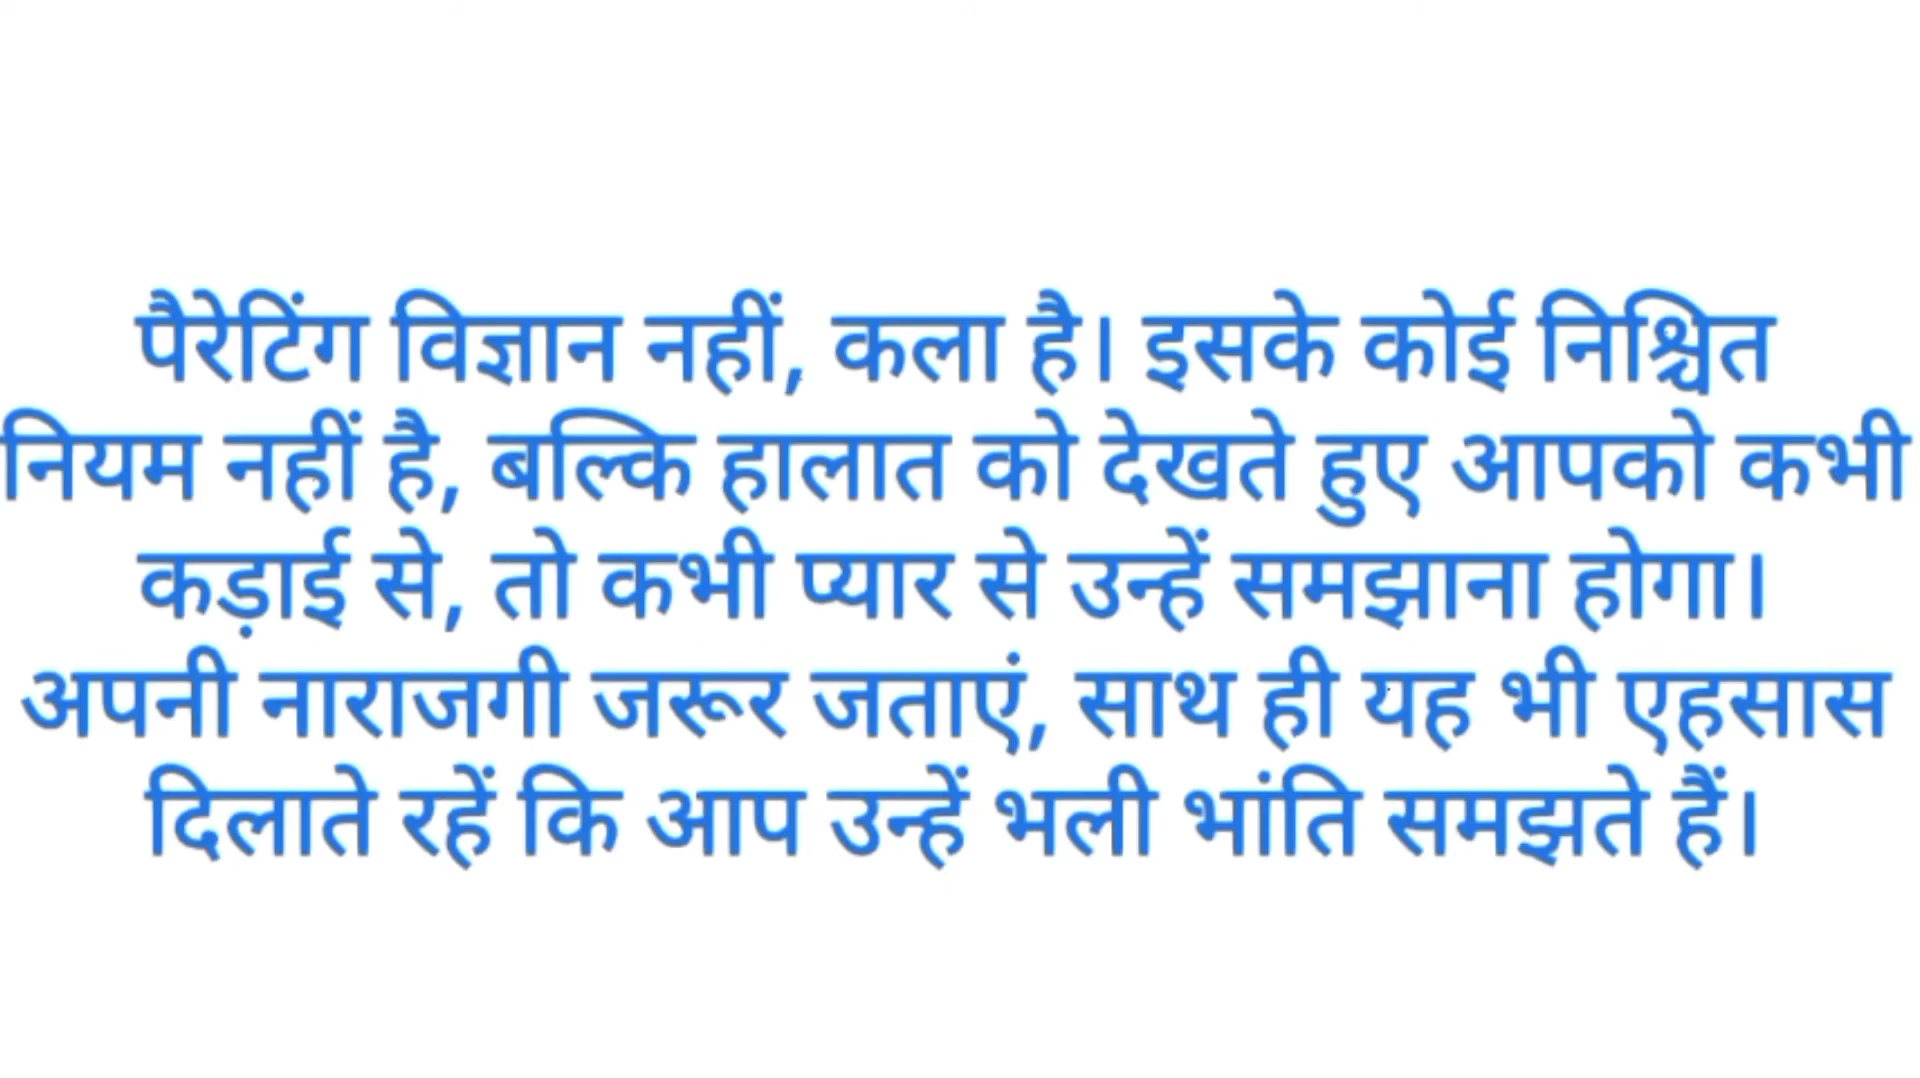 पैरेटिंग विज्ञान नहीं, कला है। इसके कोई निश्चित
नियम नहीं है, बल्कि हालात को देखते हुए आपको कभी
कड़ाई से, तो कभी प्यार से उन्हें समझाना होगा।
अपनी नाराजगी जरूर जताएं, साथ ही यह भी एहसास
दिलाते रहें कि आप उन्हें भली भांति समझते हैं।